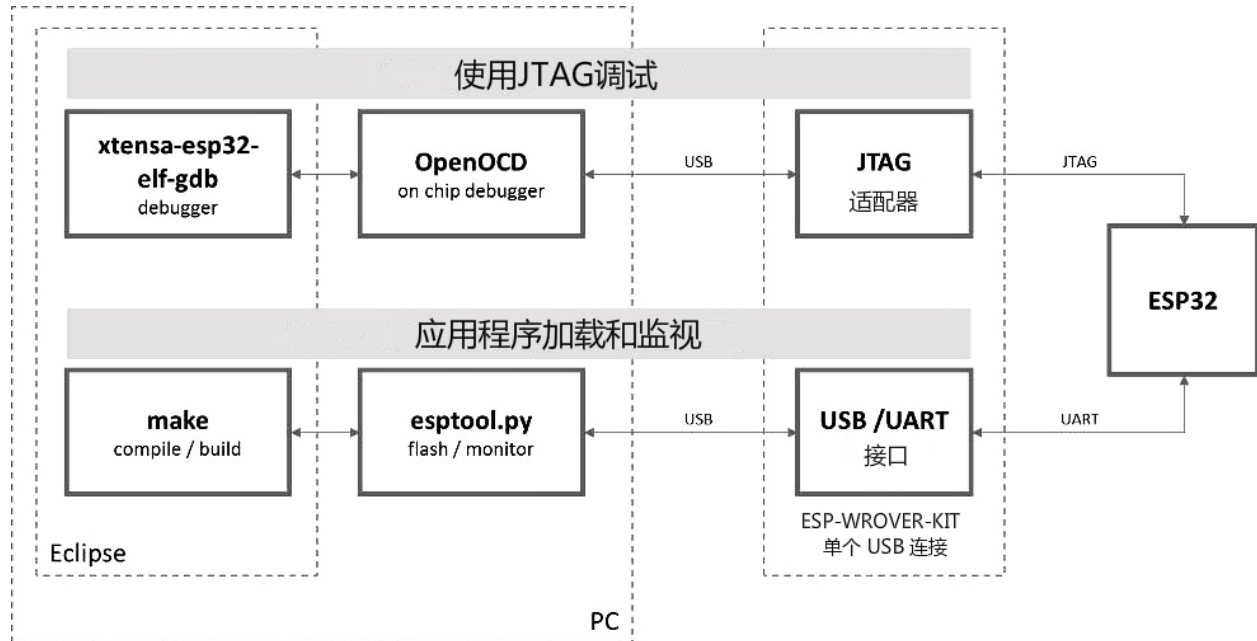 使用JTAG调试
xtensa-esp32-
elf-gdb
debugger
OpenOCD
on chip debugger
USB
JTAG
适配器
JTAG
ESP32
应用程序加载和监视
make
compile / build
esptool.py
flash / monitor
USB
USB /UART
接口
UART
ESP-WROVER-KIT
单个 USB 连接
Eclipse
PC